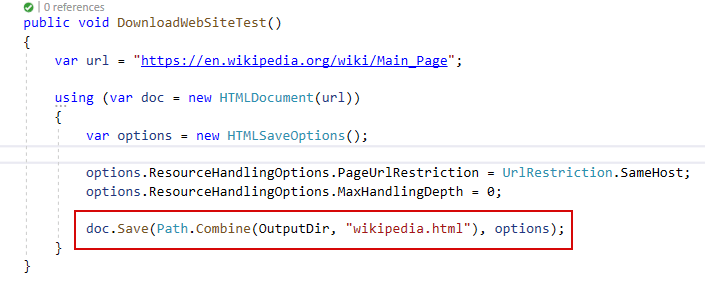 | 0 references
public void DownloadWebSiteTest()
{
var url = "https://en.wikipedia.org/wiki/Main_Page";
using (var doc = new HTMLDocument(url))
{
var options = new HTMLSaveOptions();
options.ResourceHandlingOptions.PageUrlRestriction = UrlRestriction.SameHost;
options.ResourceHandlingOptions.MaxHandlingDepth = 0;
doc.Save(Path.Combine(OutputDir, "wikipedia.html"), options);
}
}